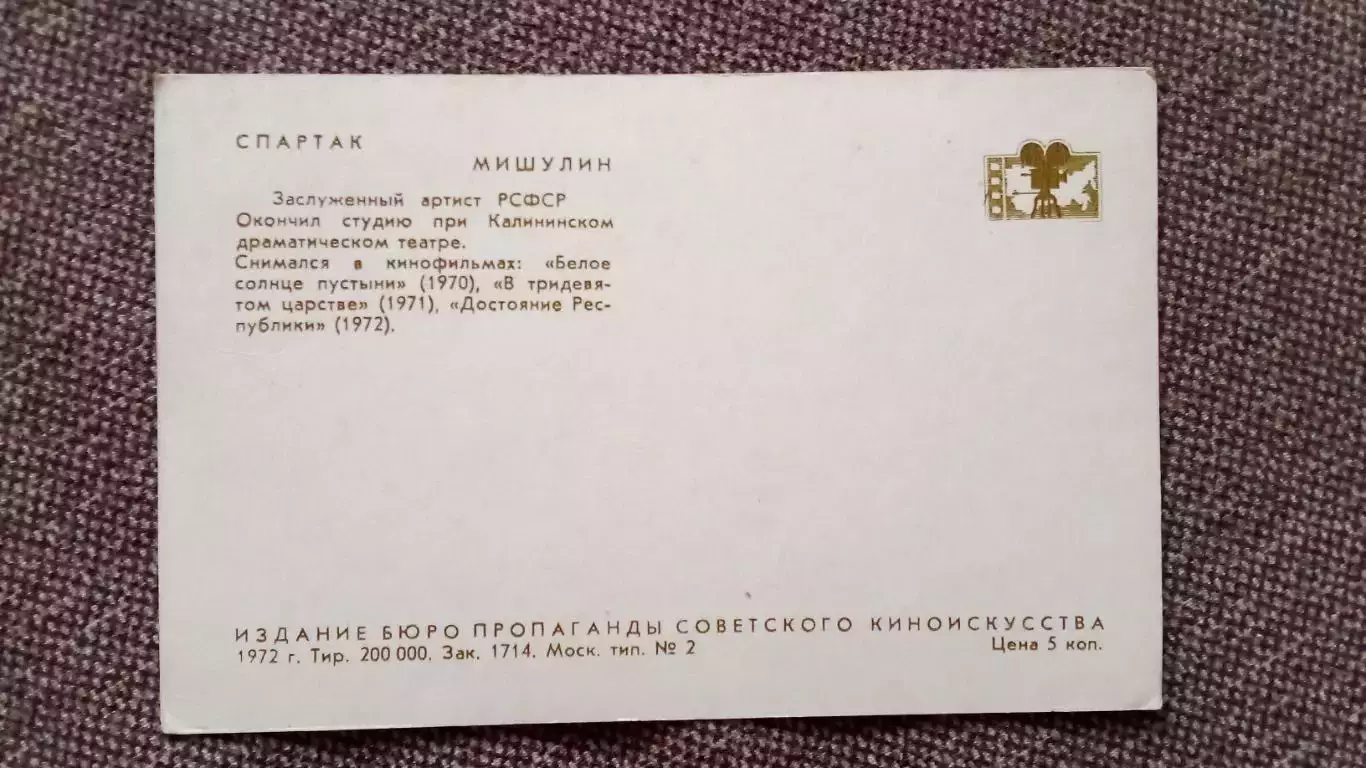 СПАРТАК
МИШУЛИН
Заслуженный артист РСФСР
Окончил студию при Калининском
драматическом театре.
Снимался в кинофильмах: «Белое
солнце пустыни» (1970), «В тридевя-
том царстве» (1971), «Достояние Рес-
публики» (1972).
ИЗДАНИЕ БЮРО ПРОПАГАНДЫ СОВЕТСКОГО КИНОИСКУССТВА
1972 г. Тир. 200 000. Зак. 1714. Моск. тип. № 2 Цена 5 коп.